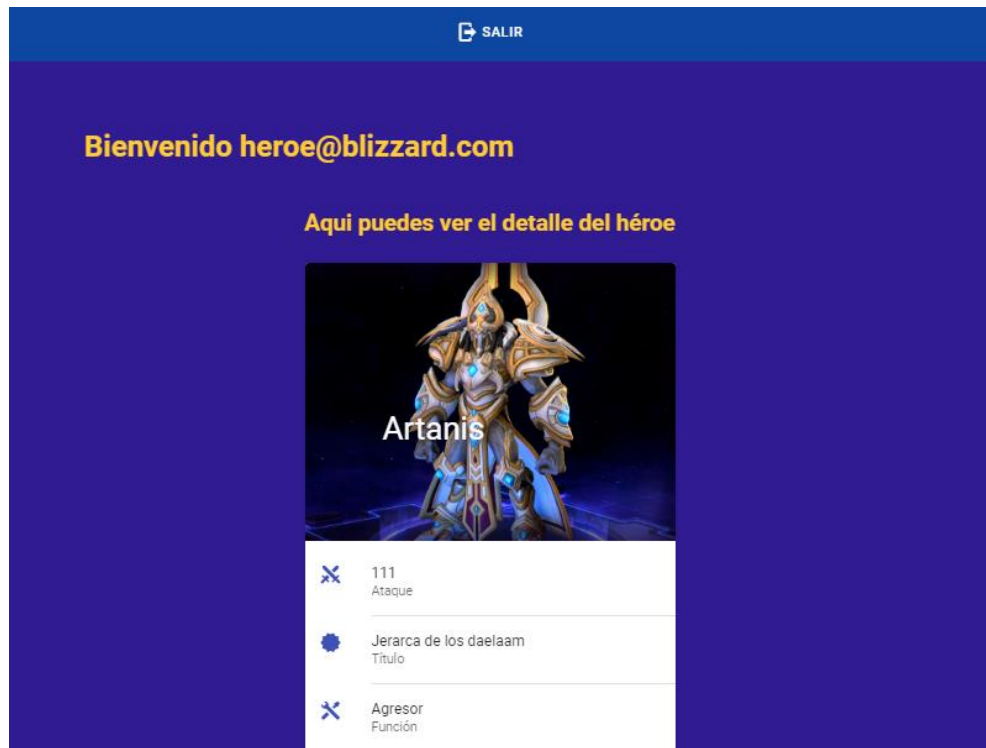 SALIR
Bienvenido heroe@blizzard.com
Aqui puedes ver el detalle del héroe
Artanis
111
Ataque
Jerarca de los daelaam
Título
Agresor
Función